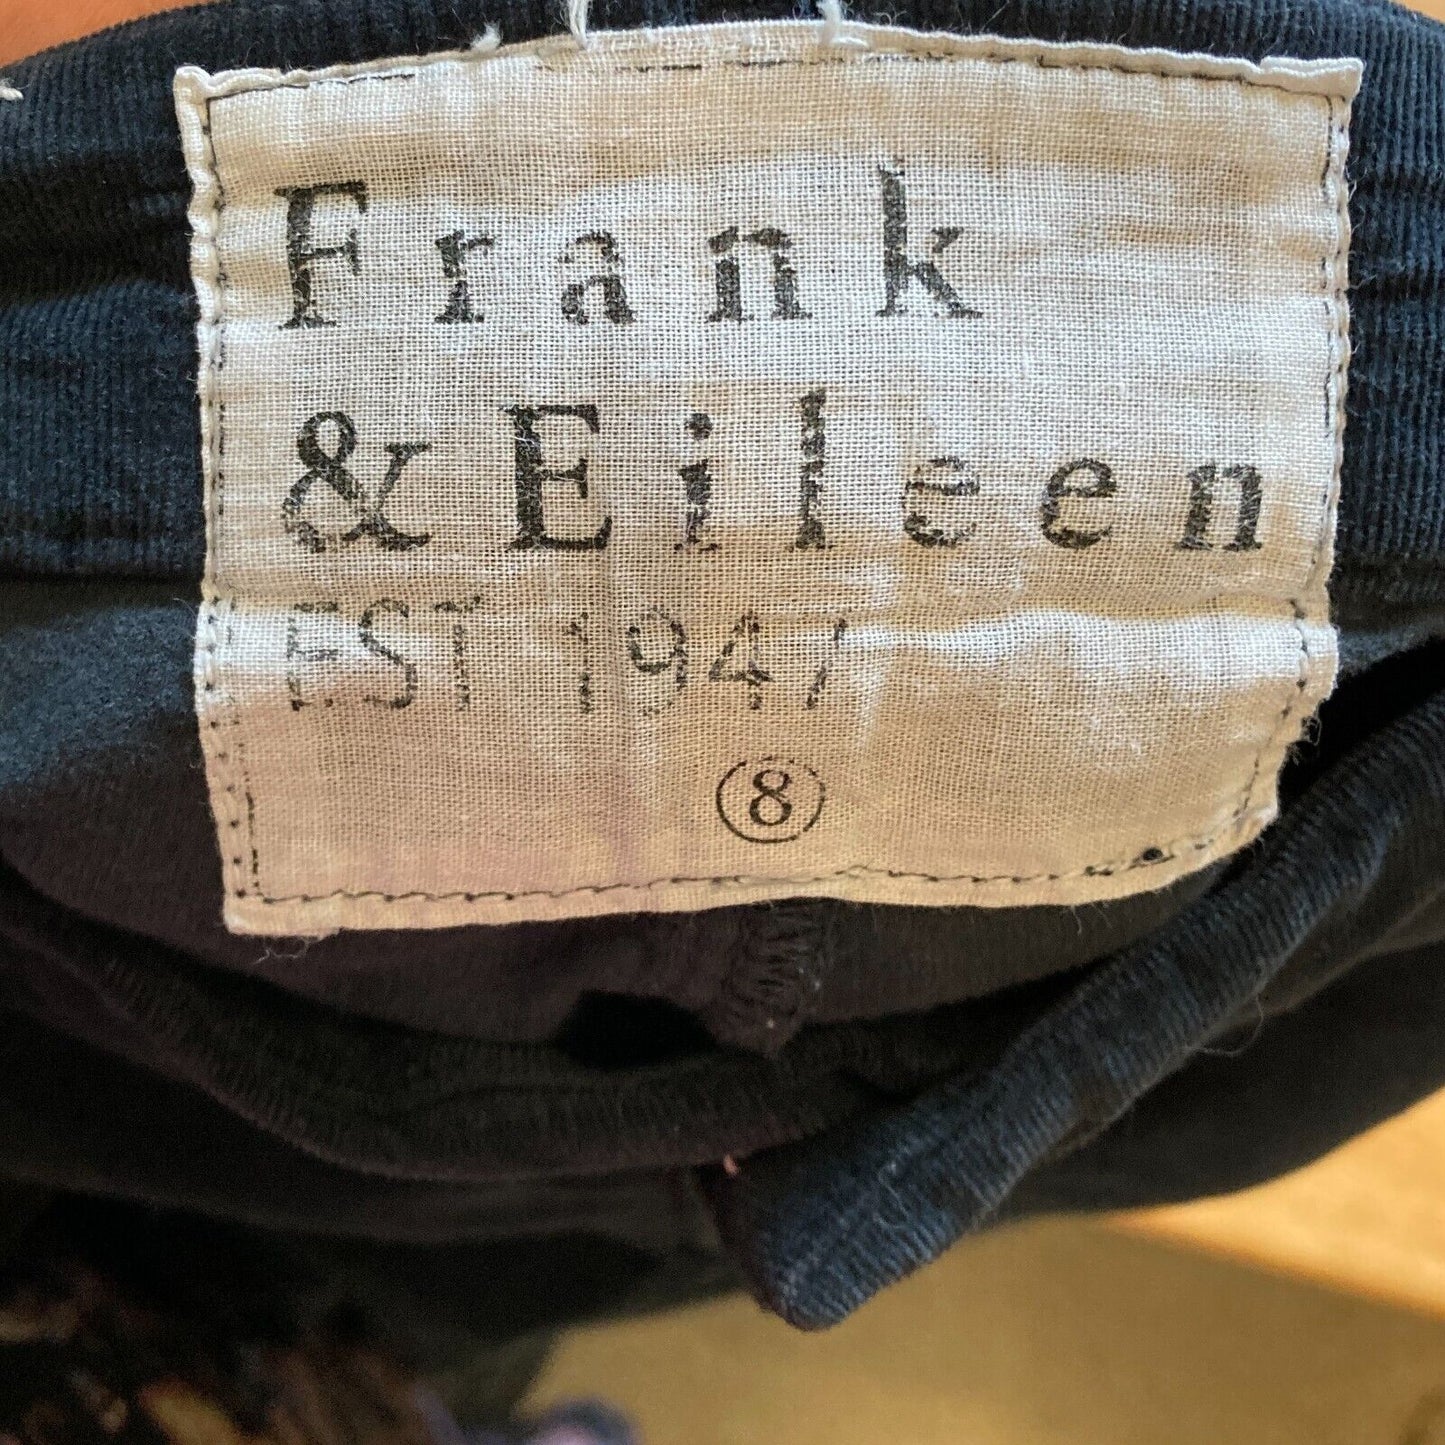 Frank
& Eileen
EST 1947
8